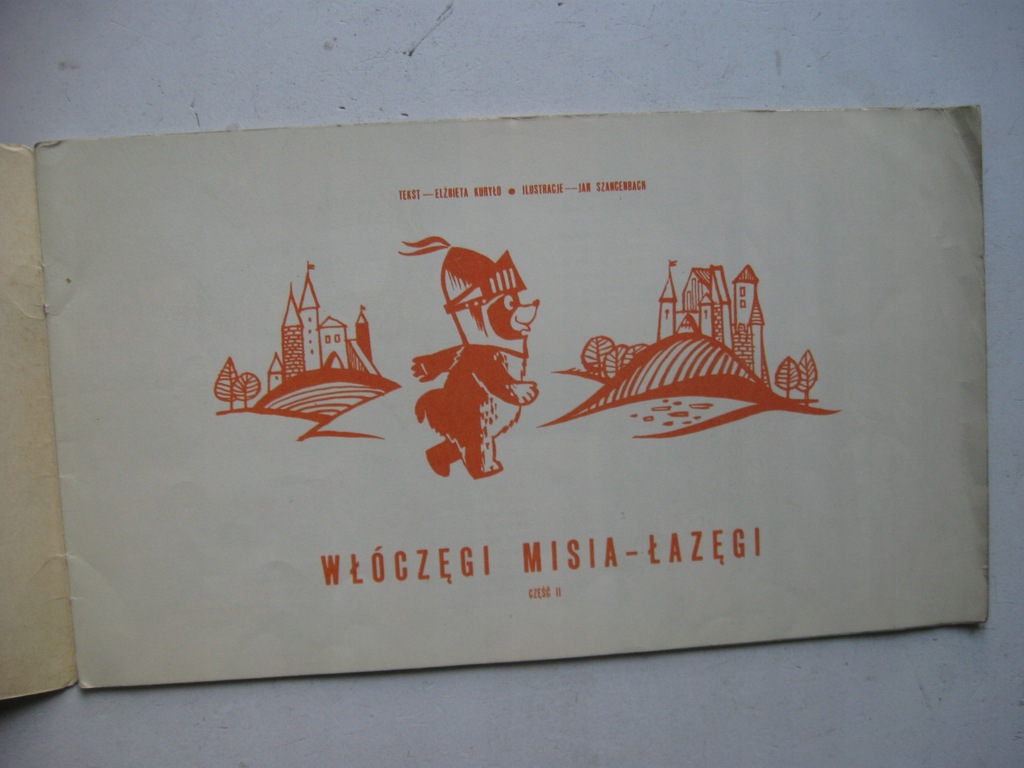 TEKST — ELŻBIETA KURYŁO • ILUSTRACJE — JAN SZANCENBACH
WŁÓCZĘGI MISIA-ŁAZĘGI
CZĘŚĆ II